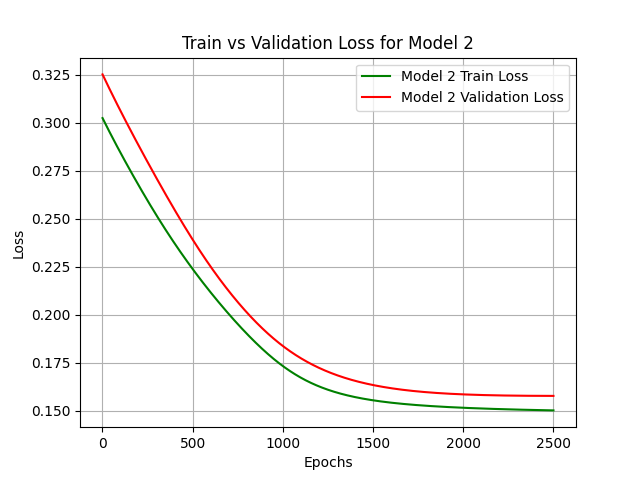 Train vs Validation Loss for Model 2
Model 2 Train Loss
Model 2 Validation Loss
0.325
0.300
0.275
0.250
0.225
0.200
0.175
0.150
Loss
0 500 1000 1500 2000 2500
Epochs